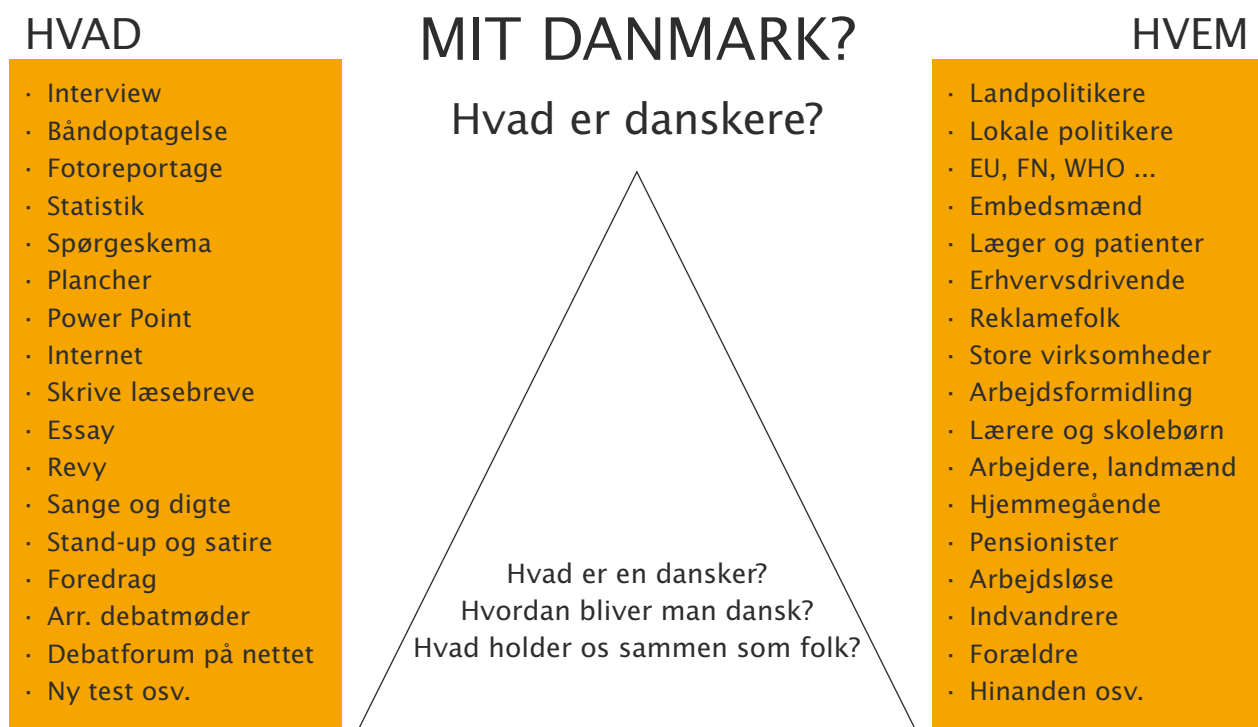 HVAD
· Interview
· Båndoptagelse
· Fotoreportage
· Statistik
· Spørgeskema
· Plancher
· Power Point
· Internet
· Skrive læsebreve
· Essay
· Revy
· Sange og digte
· Stand-up og satire
· Foredrag
· Arr. debatmøder
· Debatforum på nettet
· Ny test osv.
MIT DANMARK?
Hvad er danskere?
Hvad er en dansker?
Hvordan bliver man dansk?
Hvad holder os sammen som folk?
HVEM
· Landpolitikere
· Lokale politikere
· EU, FN, WHO ...
· Embedsmænd
· Læger og patienter
· Erhvervsdrivende
· Reklamefolk
· Store virksomheder
· Arbejdsformidling
· Lærere og skolebørn
· Arbejdere, landmænd
· Hjemmegående
· Pensionister
· Arbejdsløse
· Indvandrere
· Forældre
· Hinanden osv.